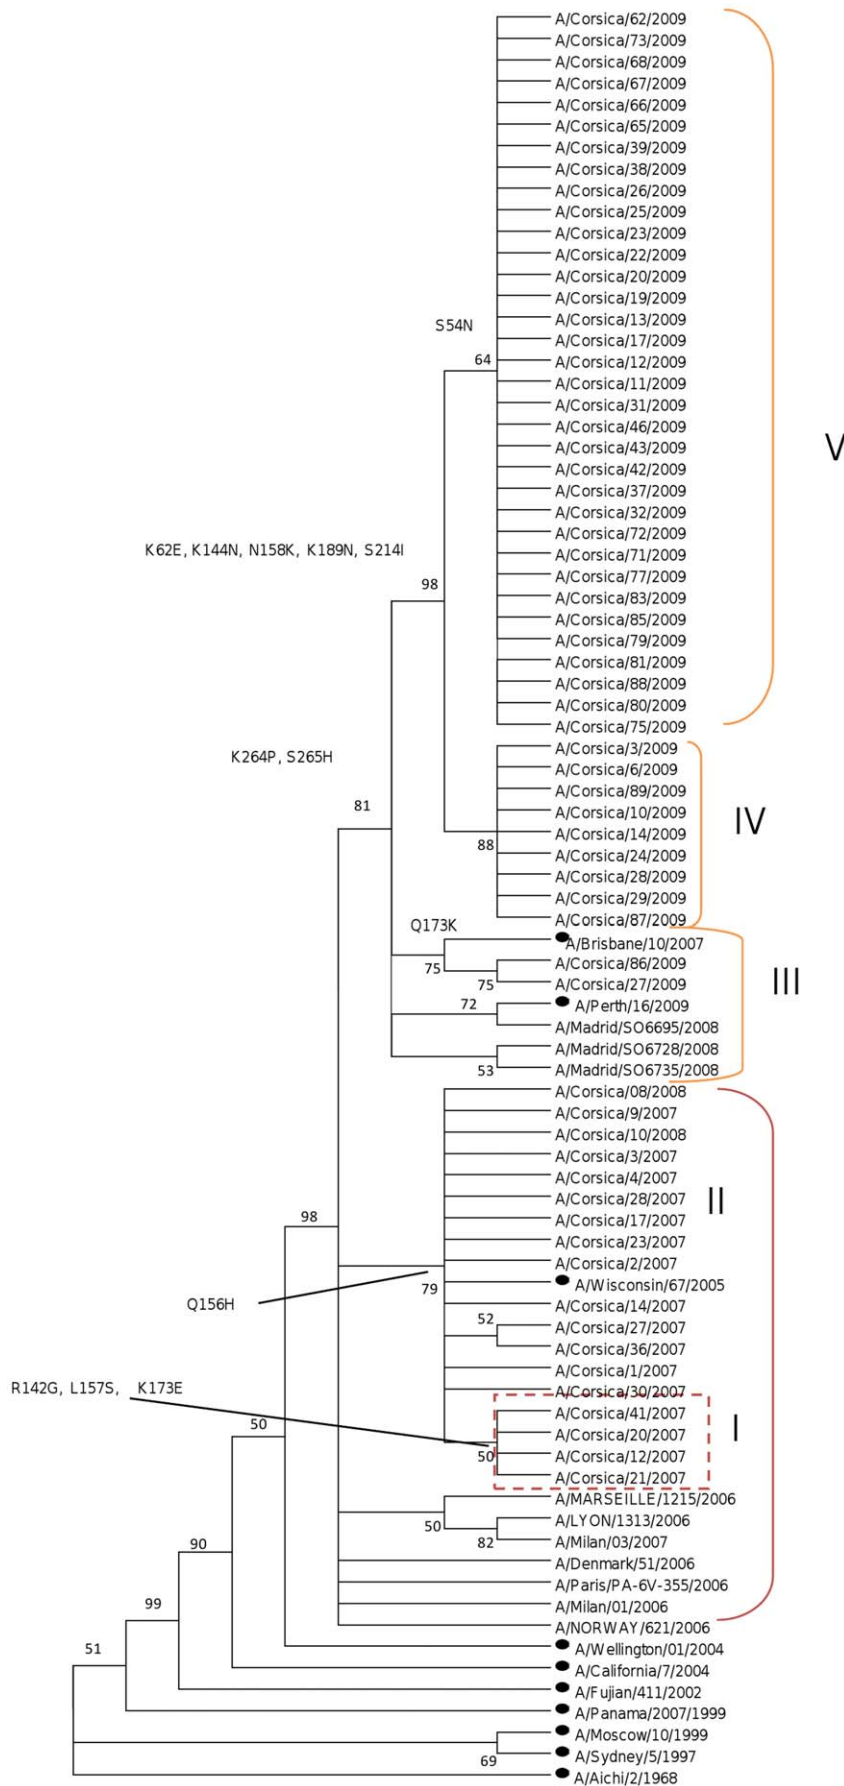 A/Corsica/62/2009
A/Corsica/73/2009
A/Corsica/68/2009
A/Corsica/67/2009
A/Corsica/66/2009
A/Corsica/65/2009
A/Corsica/39/2009
A/Corsica/38/2009
A/Corsica/26/2009
A/Corsica/25/2009
A/Corsica/23/2009
A/Corsica/22/2009
A/Corsica/20/2009
A/Corsica/19/2009
A/Corsica/13/2009
S54N
A/Corsica/17/2009
64 A/Corsica/12/2009
A/Corsica/11/2009
A/Corsica/31/2009
A/Corsica/46/2009
A/Corsica/43/2009
V
A/Corsica/42/2009
A/Corsica/37/2009
A/Corsica/32/2009
A/Corsica/72/2009
K62E, K144N, N158K, K189N, S214I
A/Corsica/71/2009
A/Corsica/77/2009
98
A/Corsica/83/2009
A/Corsica/85/2009
A/Corsica/79/2009
A/Corsica/81/2009
A/Corsica/88/2009
A/Corsica/80/2009
A/Corsica/75/2009
A/Corsica/3/2009
K264P, S265H
A/Corsica/6/2009
A/Corsica/89/2009
81
A/Corsica/10/2009
IV
A/Corsica/14/2009
88
A/Corsica/24/2009
A/Corsica/28/2009
A/Corsica/29/2009
A/Corsica/87/2009
Q173K
A/Brisbane/10/2007
75 A/Corsica/86/2009
75 A/Corsica/27/2009
III
72 A/Perth/16/2009
A/Madrid/SO6695/2008
A/Madrid/SO6728/2008
53 A/Madrid/SO6735/2008
A/Corsica/08/2008
A/Corsica/9/2007
A/Corsica/10/2008
A/Corsica/3/2007
A/Corsica/4/2007
A/Corsica/28/2007
II
A/Corsica/17/2007
98
A/Corsica/23/2007
A/Corsica/2/2007
79 A/Wisconsin/67/2005
Q156H
A/Corsica/14/2007
52 A/Corsica/27/2007
A/Corsica/36/2007
A/Corsica/1/2007
R142G, L157S, K173E
A/Corsica/30/2007
A/Corsica/41/2007
50
A/Corsica/20/2007
I
50 A/Corsica/12/2007
A/Corsica/21/2007
A/MARSEILLE/1215/2006
50 A/LYON/1313/2006
82 A/Milan/03/2007
90
A/Denmark/51/2006
A/Paris/PA-6V-355/2006
99 A/Milan/01/2006
A/NORWAY/621/2006
51 A/Wellington/01/2004
A/California/7/2004
A/Fujian/411/2002
A/Panama/2007/1999
A/Moscow/10/1999
69 A/Sydney/5/1997
A/Aichi/2/1968